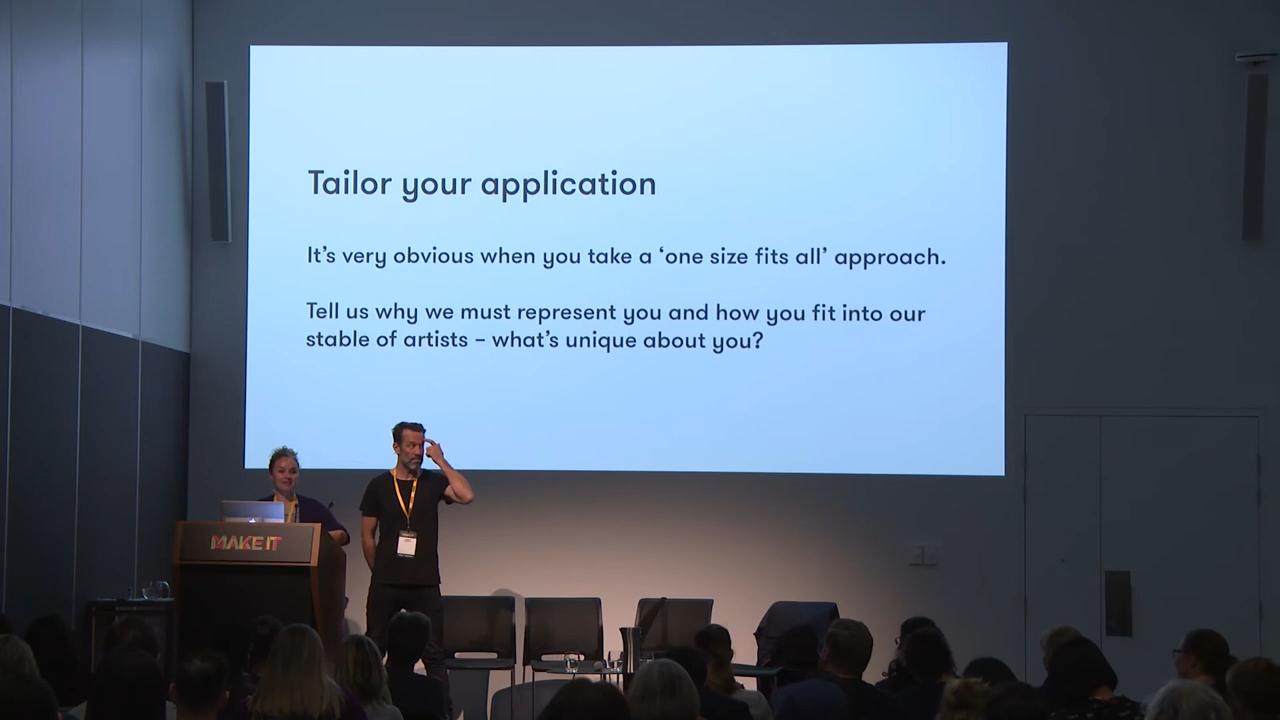 Tailor your application
It's very obvious when you take a ‘one size fits all’ approach.
Tell us why we must represent you and how you fit into our
stable of artists – what's unique about you?
MAKE IT